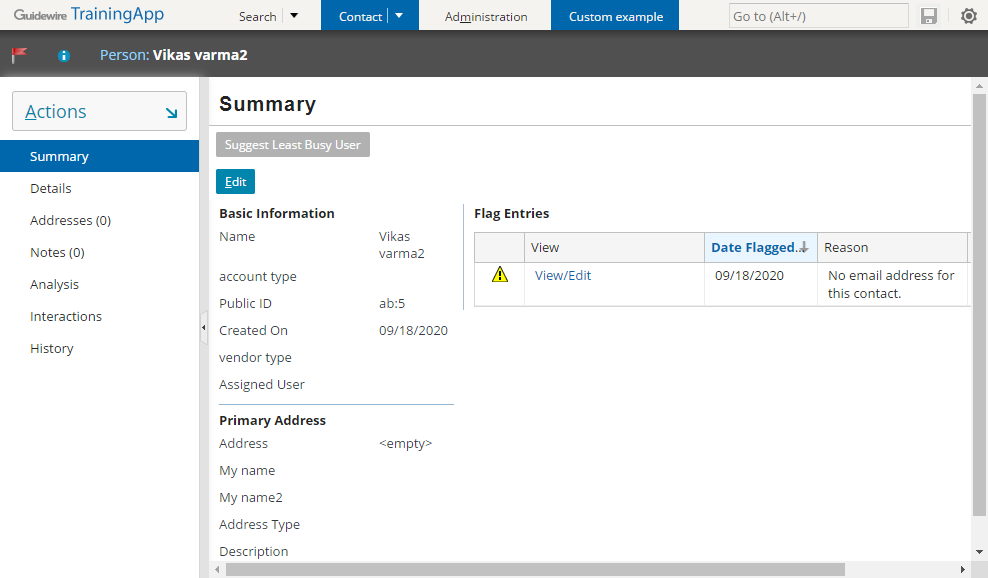 Guidewire TrainingApp Search Contact Administration Custom example Go to (Alt+/)
Person: Vikas varma2
Actions
Summary
Details
Addresses (0)
Notes (0)
Analysis
Interactions
History
Summary
Suggest Least Busy User
Edit
Basic Information
Name Vikas
varma2
account type
Public ID ab:5
Created On 09/18/2020
vendor type
Assigned User
Primary Address
Address <empty>
My name
My name2
Address Type
Description
Flag Entries
View Date Flagged... Reason
View/Edit 09/18/2020 No email address for
this contact.